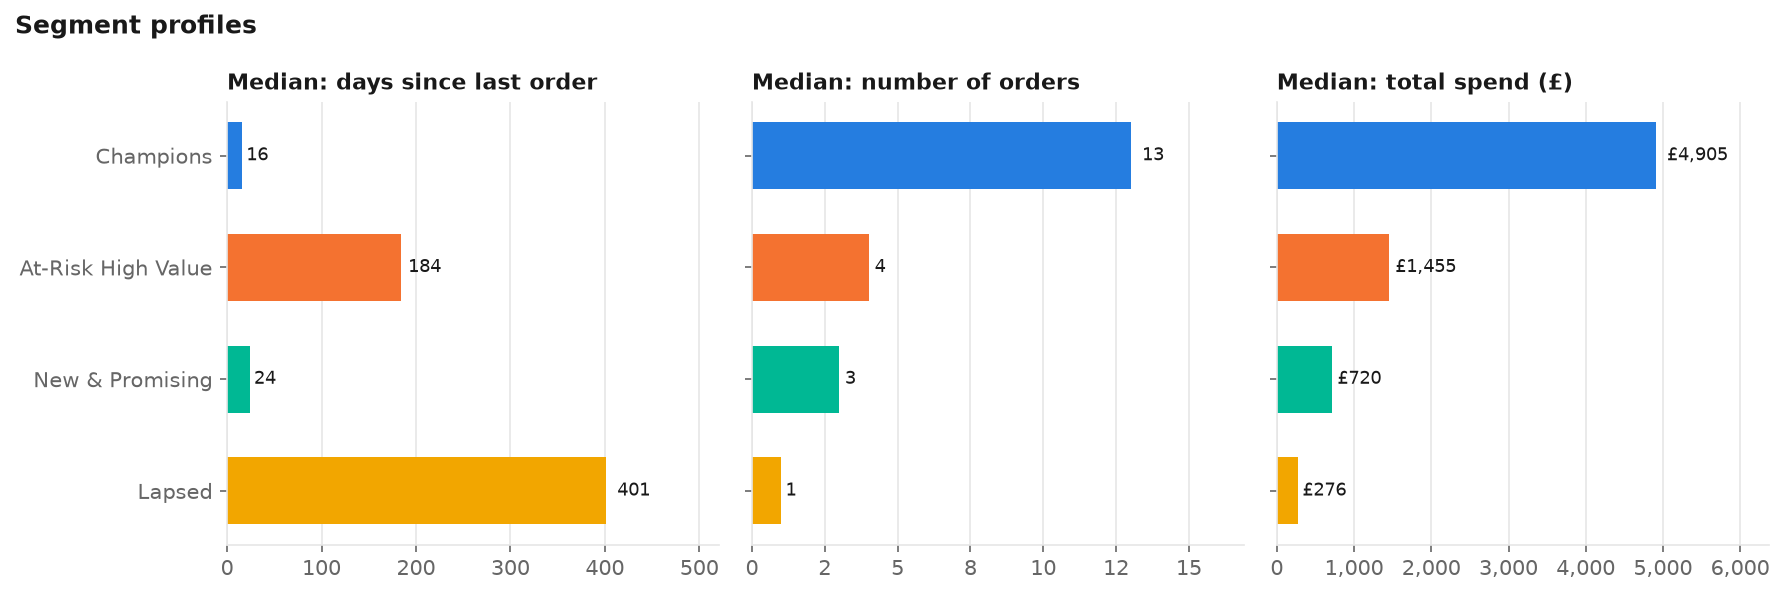 Segment profiles
Median: days since last order
Champions
16
At-Risk High Value
184
New & Promising
24
Lapsed
401
0 100 200 300 400 500
Median: number of orders
13
4
3
1
0 2 5 8 10 12 15
Median: total spend (£)
£4,905
£1,455
£720
£276
0 1,000 2,000 3,000 4,000 5,000 6,000